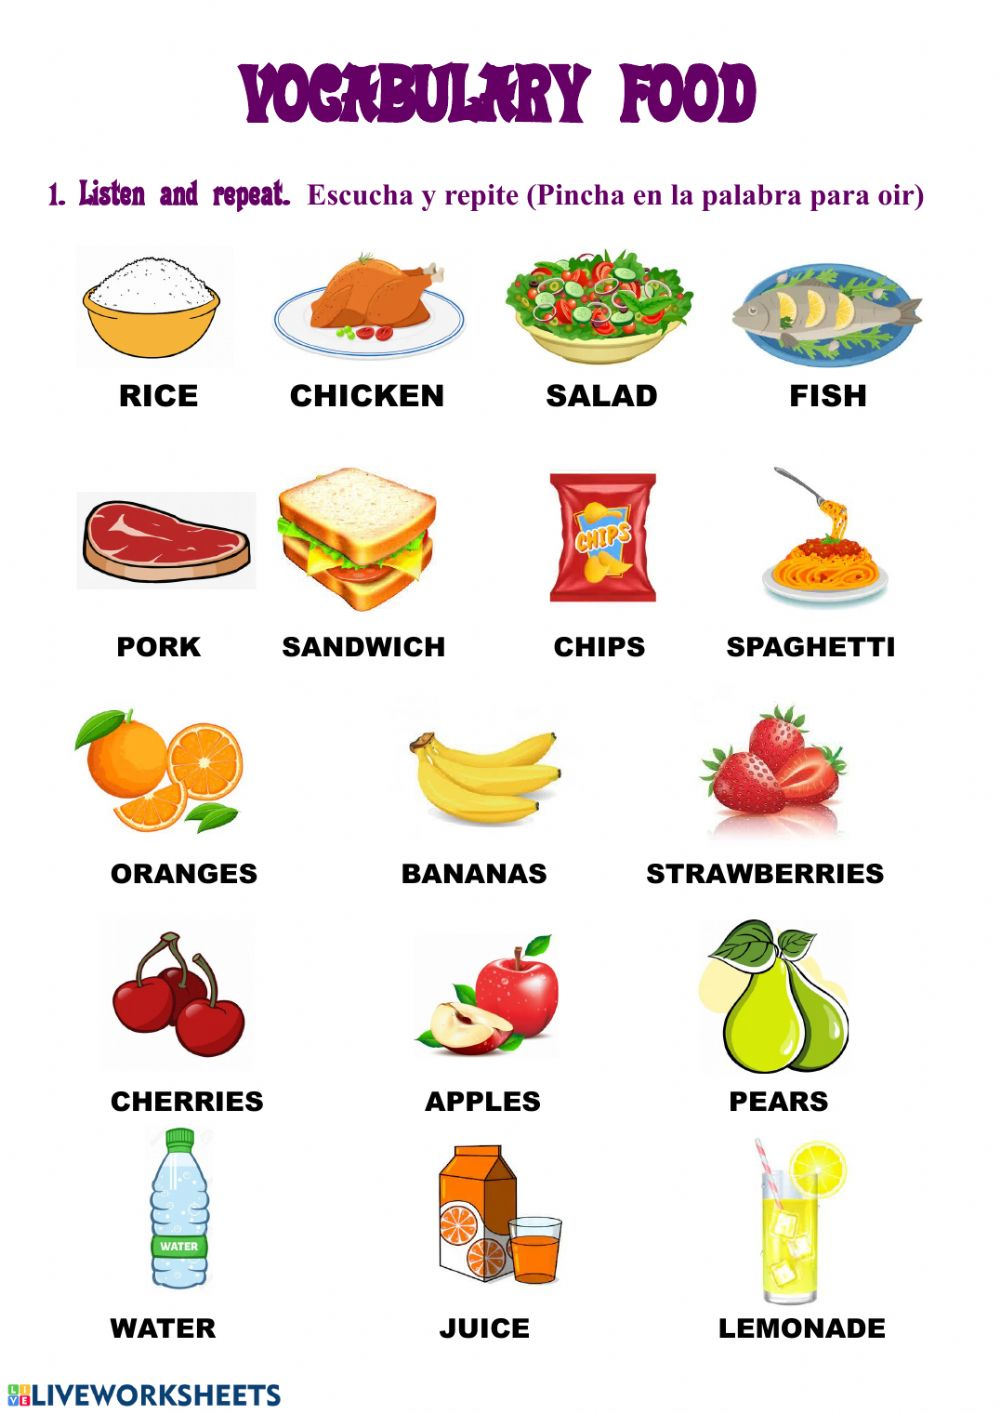 VOCABULARY FOOD
1. Listen and repeat. Escucha y repite (Pincha en la palabra para oir)
RICE CHICKEN SALAD FISH
CHIPS
PORK SANDWICH CHIPS SPAGHETTI
ORANGES BANANAS STRAWBERRIES
CHERRIES APPLES PEARS
WATER
WATER JUICE LEMONADE
LIVE LIVEWORKSHEETS